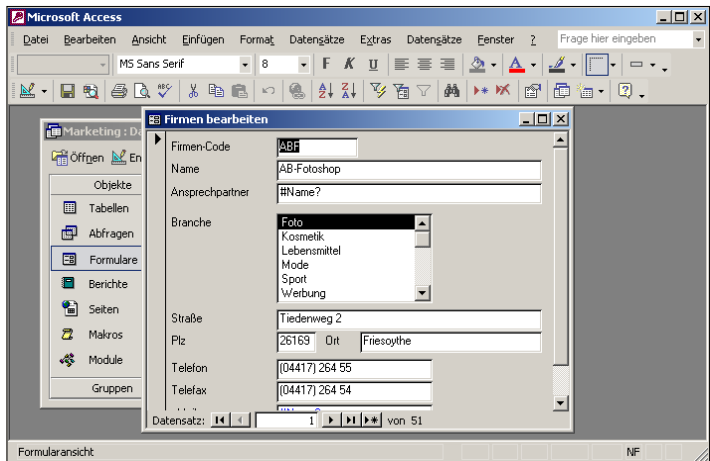 Microsoft Access
Datei Bearbeiten Ansicht Einfügen Format Datensätze Extras Datensätze Fenster ? Frage hier eingeben
MS Sans Serif 8 F K U
Marketing : Da
Öffnen En
Objekte
Tabellen
Abfragen
Formulare
Berichte
Seiten
Makros
Module
Gruppen
Firmen bearbeiten
Firmen-Code ABF
Name AB-Fotoshop
Ansprechpartner #Name?
Branche Foto
Kosmetik
Lebensmittel
Mode
Sport
Werbung
Straße Tiedenweg 2
Plz 26169 Ort Friesoythe
Telefon (04417) 264 55
Telefax (04417) 264 54
Datensatz: 1 von 51
Formularansicht NF